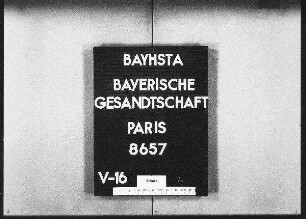 BAYHSTA
BAYERISCHE
GESANDTSCHAFT
PARIS
8657
V-16